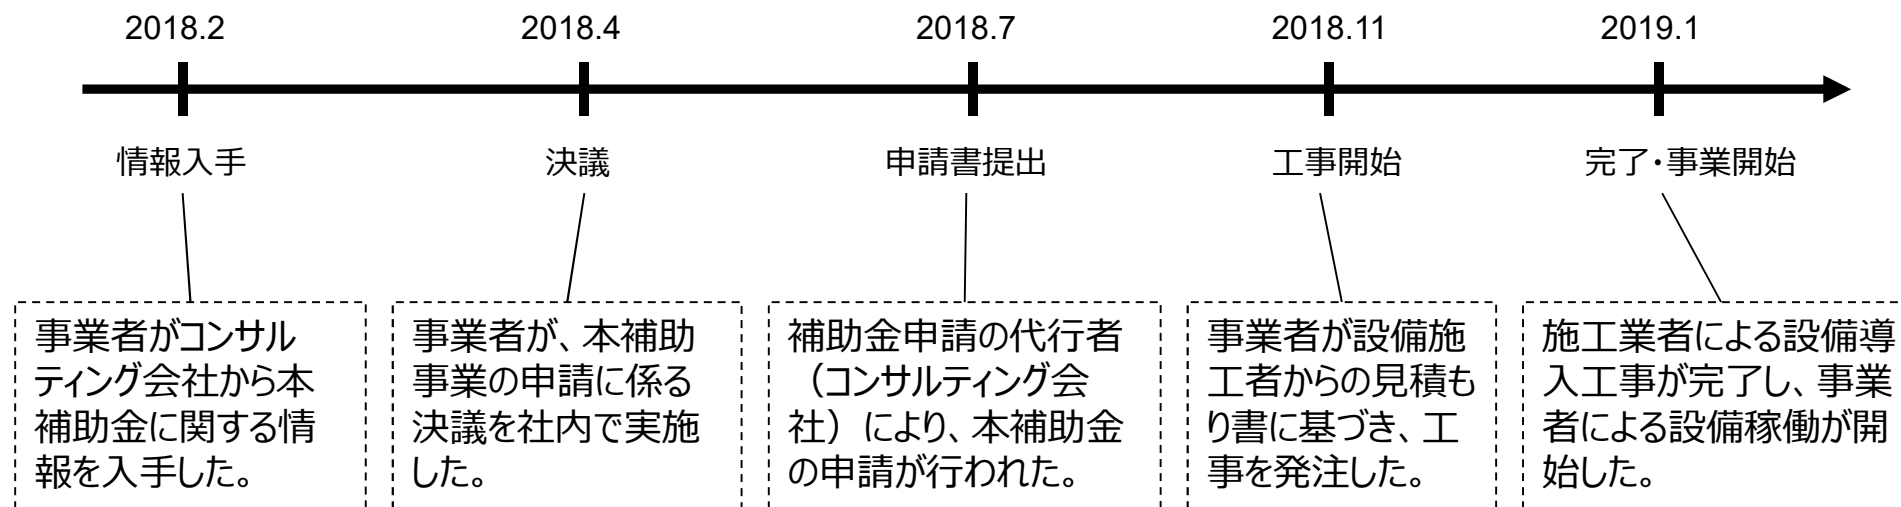 2018.2
2018.4
2018.7
2018.11
2019.1
情報入手
決議
申請書提出
工事開始
完了・事業開始
事業者がコンサル
ティング会社から本
補助金に関する情
報を入手した。
事業者が、本補助
事業の申請に係る
決議を社内で実施
した。
補助金申請の代行者
（コンサルティング会
社）により、本補助金
の申請が行われた。
事業者が設備施
工者からの見積も
り書に基づき、工
事を発注した。
施工業者による設備導
入工事が完了し、事業
者による設備稼働が開
始した。